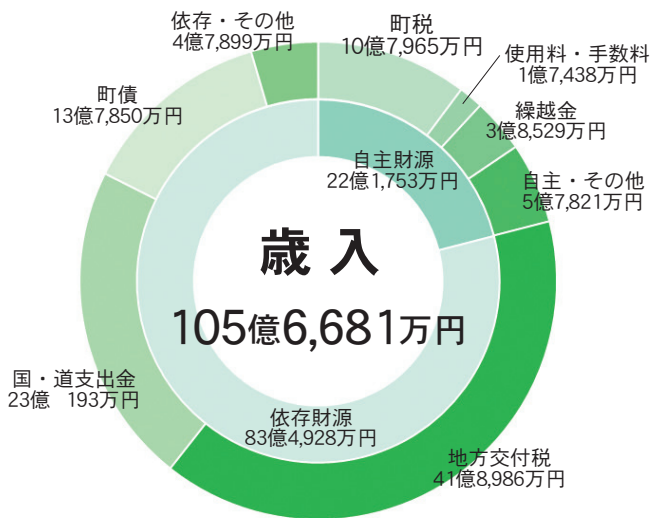 依存・その他
4億7,899万円
町税
10億7,965万円
使用料・手数料
1億7,438万円
繰越金
3億8,529万円
自主・その他
5億7,821万円
町債
13億7,850万円
自主財源
22億1,753万円
歳入
105億6,681万円
国・道支出金
23億 193万円
依存財源
83億4,928万円
地方交付税
41億8,986万円